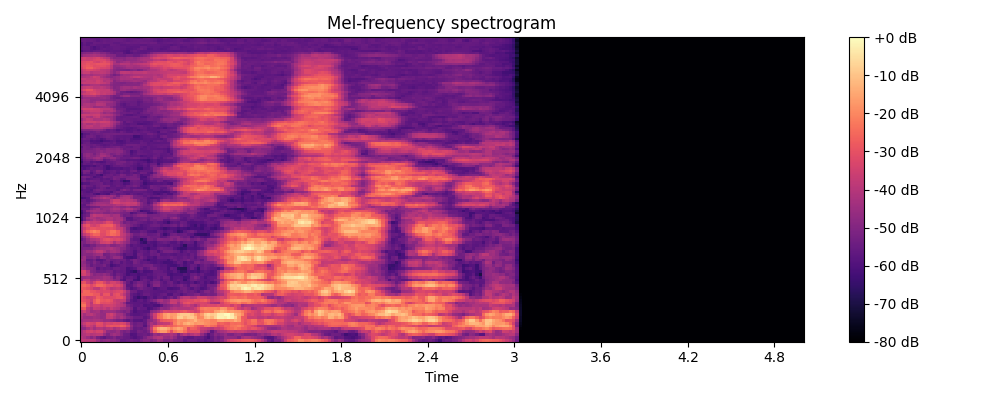 Mel-frequency spectrogram
+0 dB
-10 dB
-20 dB
-30 dB
-40 dB
-50 dB
-60 dB
-70 dB
-80 dB
Hz
4096
2048
1024
512
0
0 0.6 1.2 1.8 2.4 3 3.6 4.2 4.8
Time